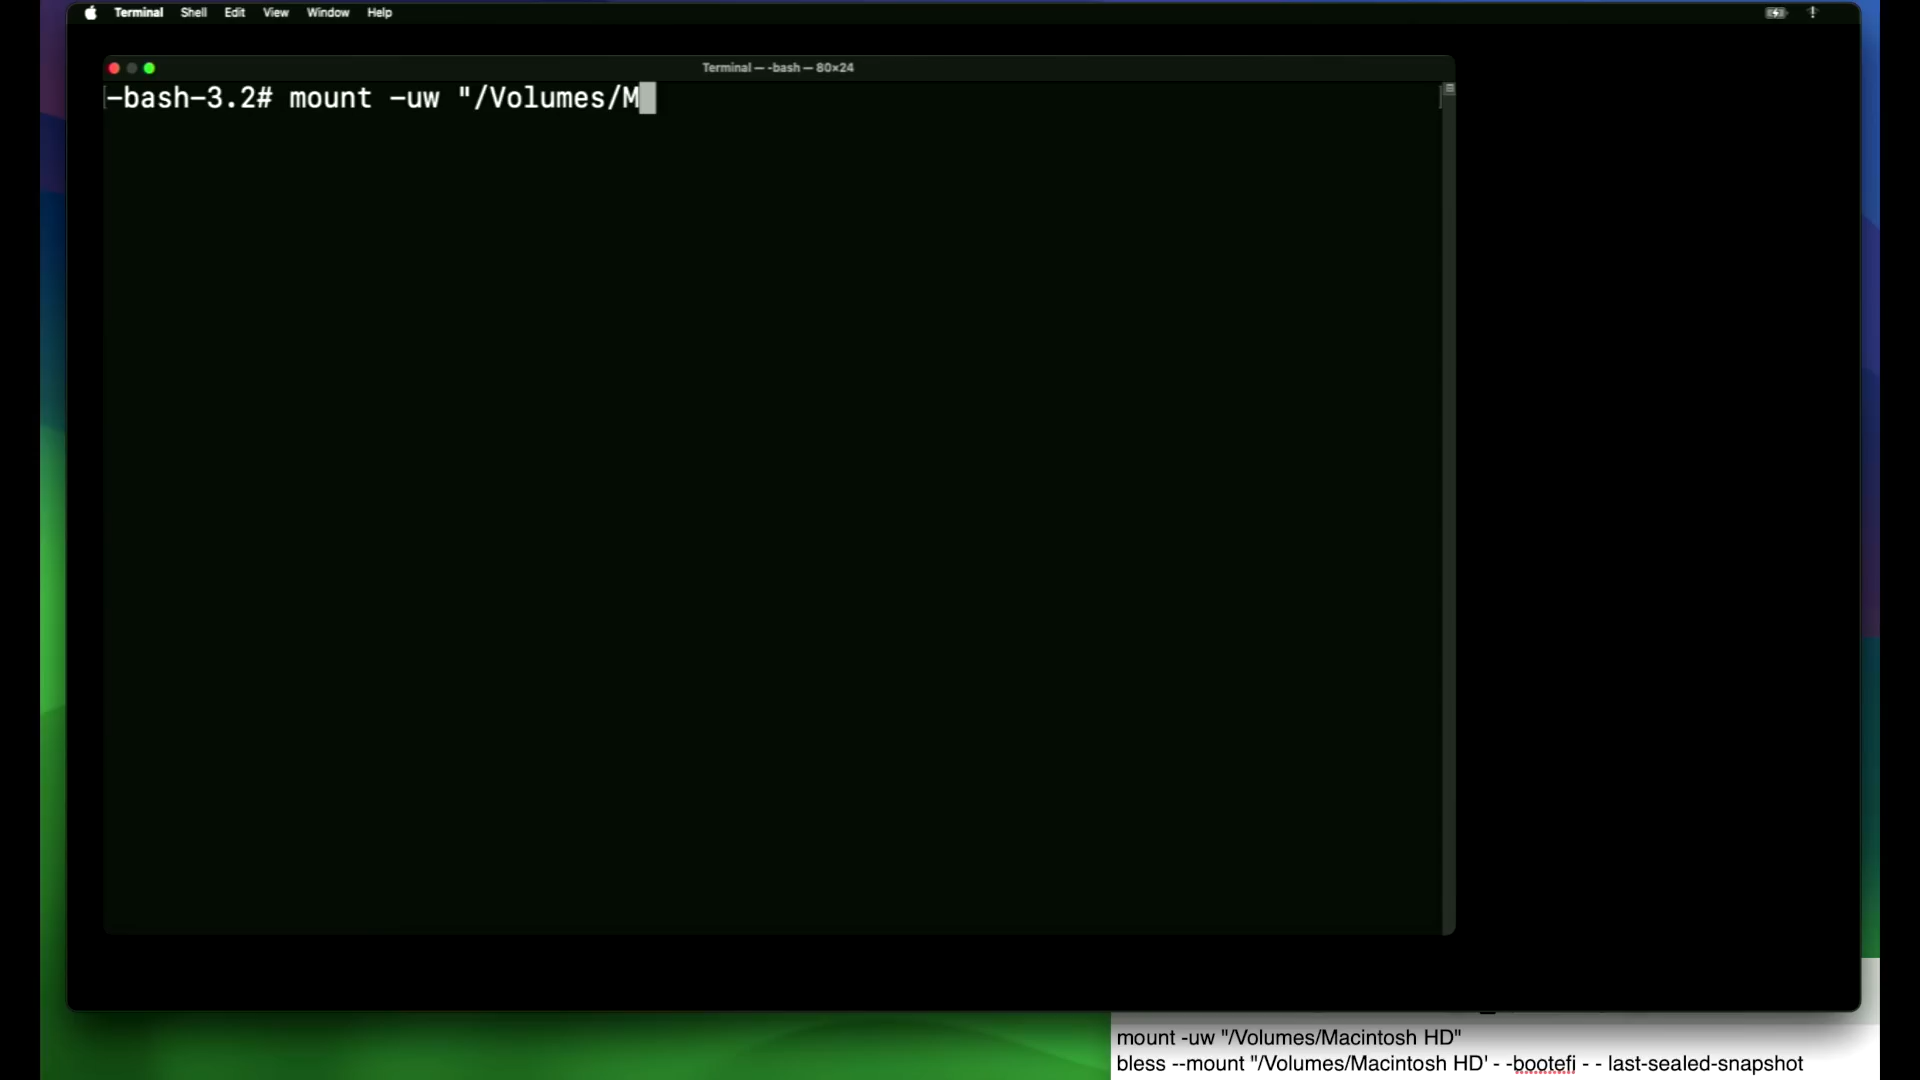 Terminal Shell Edit View Window Help
Terminal — -bash — 80×24
-bash-3.2# mount -uw "/Volumes/M
mount -uw "/Volumes/Macintosh HD"
bless --mount "/Volumes/Macintosh HD' - -bootefi - - last-sealed-snapshot